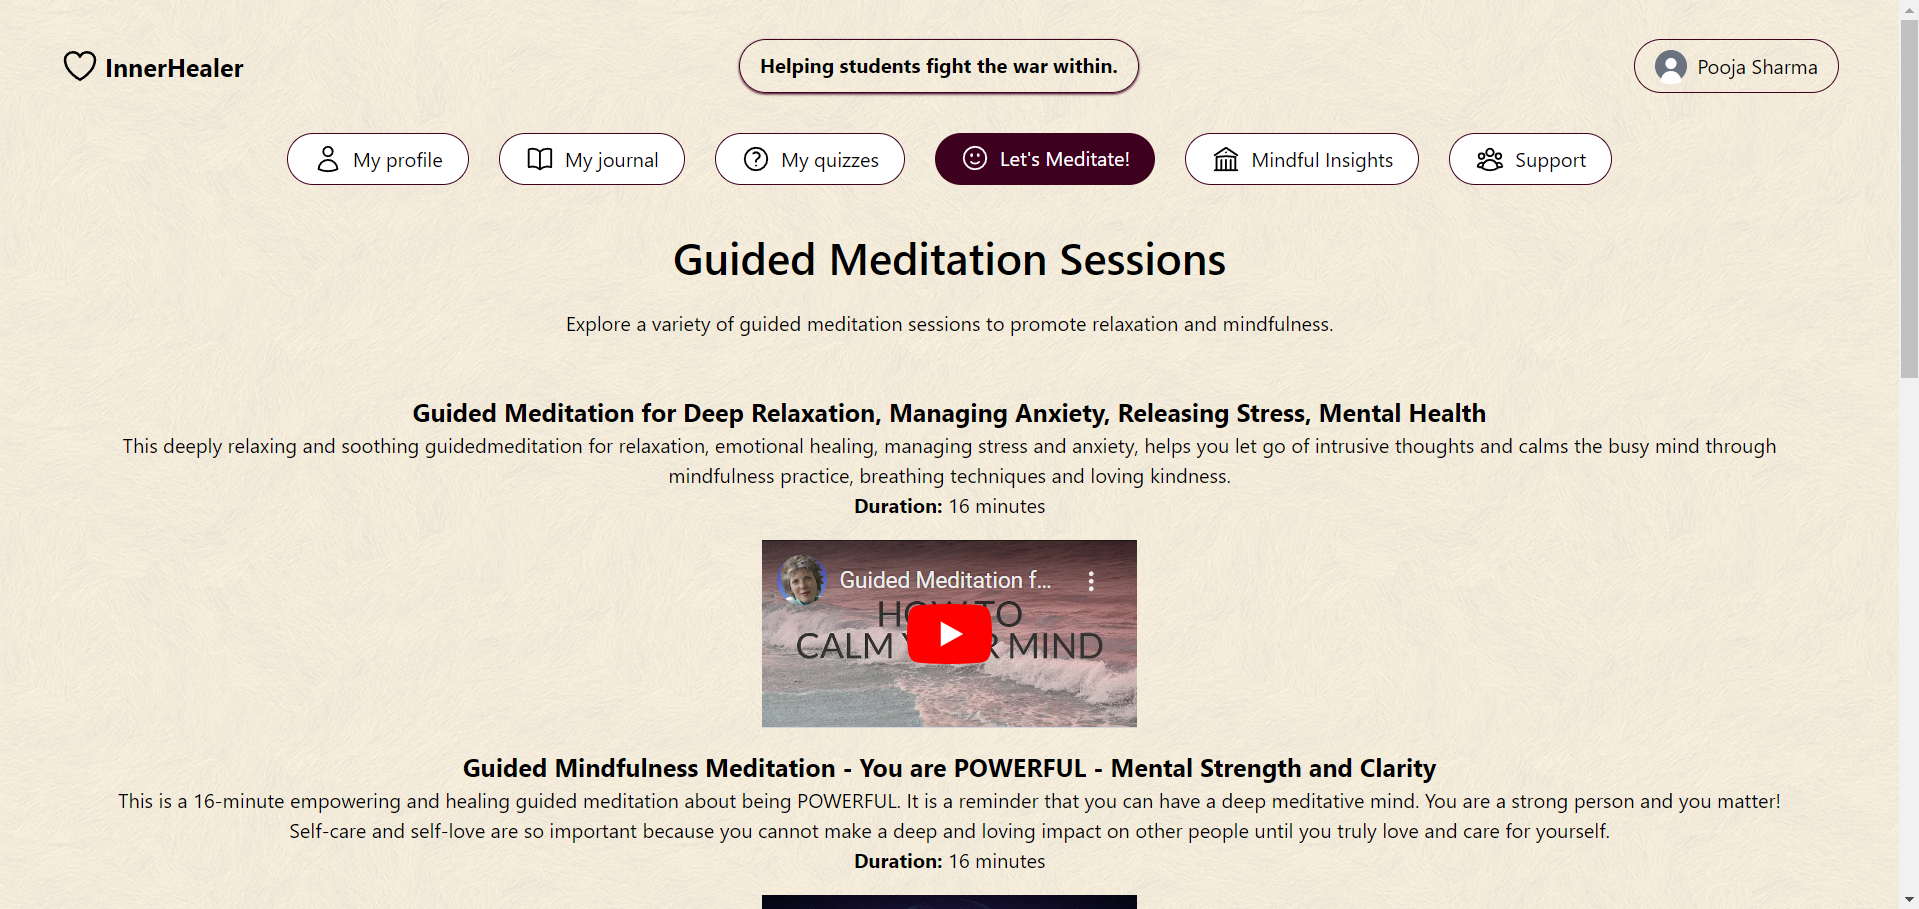 InnerHealer
Helping students fight the war within.
Pooja Sharma
My profile
My journal
My quizzes
Let's Meditate!
Mindful Insights
Support
Guided Meditation Sessions
Explore a variety of guided meditation sessions to promote relaxation and mindfulness.
Guided Meditation for Deep Relaxation, Managing Anxiety, Releasing Stress, Mental Health
This deeply relaxing and soothing guidedmeditation for relaxation, emotional healing, managing stress and anxiety, helps you let go of intrusive thoughts and calms the busy mind through
mindfulness practice, breathing techniques and loving kindness.
Duration: 16 minutes
Guided Meditation f...
HOW TO
CALM YOUR MIND
Guided Mindfulness Meditation - You are POWERFUL - Mental Strength and Clarity
This is a 16-minute empowering and healing guided meditation about being POWERFUL. It is a reminder that you can have a deep meditative mind. You are a strong person and you matter!
Self-care and self-love are so important because you cannot make a deep and loving impact on other people until you truly love and care for yourself.
Duration: 16 minutes